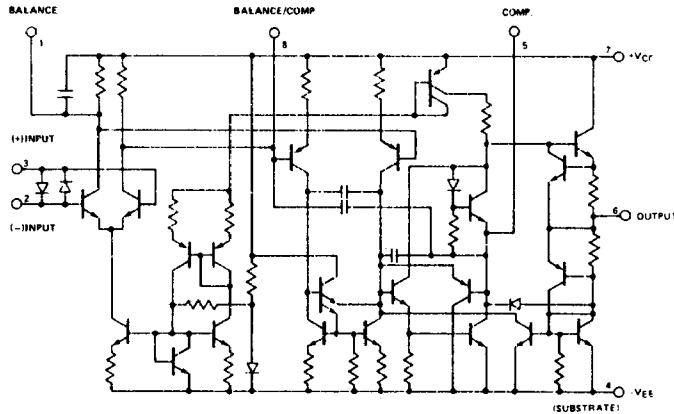 BALANCE
1
BALANCE/COMP
8
COMP.
5
7
+VCC
(+)INPUT
3
2
(-)INPUT
6
OUTPUT
4
-VEE
(SUBSTRATE)